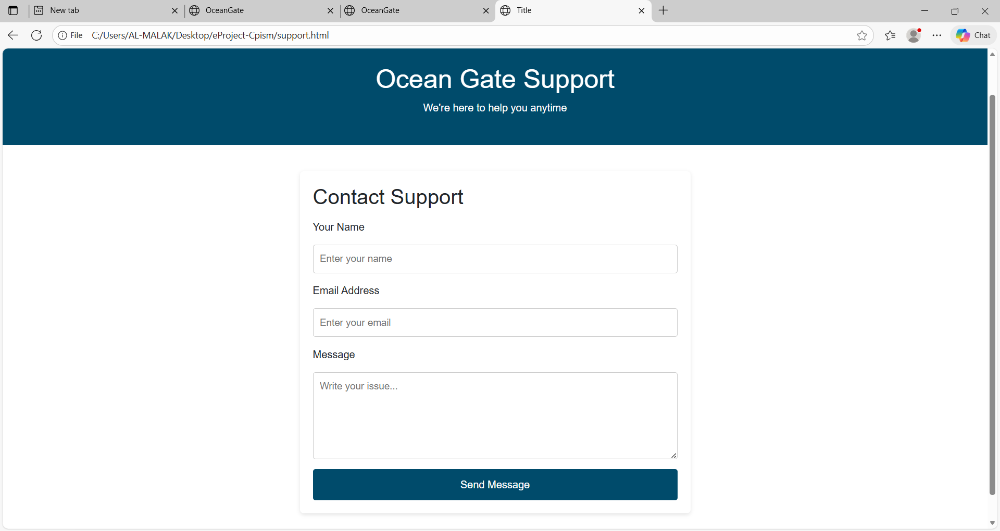 New tab
OceanGate
OceanGate
Title
File C:/Users/AL-MALAK/Desktop/eProject-Cpism/support.html
Chat
Ocean Gate Support
We're here to help you anytime
Contact Support
Your Name
Enter your name
Email Address
Enter your email
Message
Write your issue...
Send Message